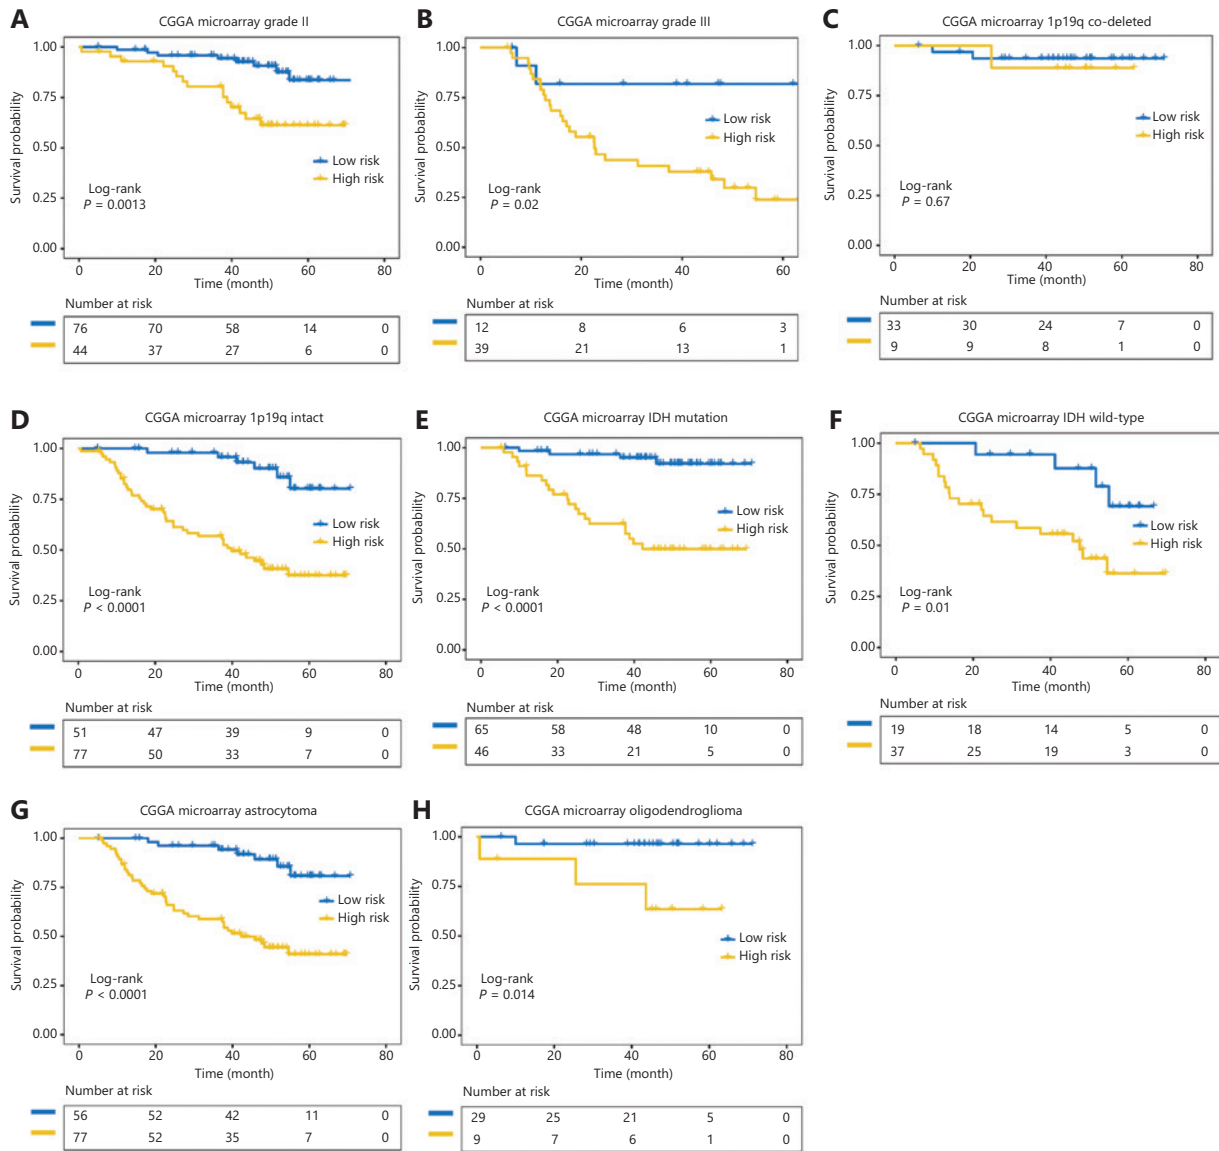 A
CGGA microarray grade II
1.00
0.75
0.50
0.25
0.00
Survival probability
Low risk
High risk
Log-rank
P = 0.0013
0 20 40 60 80
Time (month)
Number at risk
76 70 58 14 0
44 37 27 6 0
B
CGGA microarray grade III
1.00
0.75
0.50
0.25
0.00
Survival probability
Low risk
High risk
Log-rank
P = 0.02
0 20 40 60
Time (month)
Number at risk
12 8 6 3
39 21 13 1
C
CGGA microarray 1p19q co-deleted
1.00
0.75
0.50
0.25
0.00
Survival probability
Low risk
High risk
Log-rank
P = 0.67
0 20 40 60 80
Time (month)
Number at risk
33 30 24 7 0
9 9 8 1 0
D
CGGA microarray 1p19q intact
1.00
0.75
0.50
0.25
0.00
Survival probability
Low risk
High risk
Log-rank
P < 0.0001
0 20 40 60 80
Time (month)
Number at risk
51 47 39 9 0
77 50 33 7 0
E
CGGA microarray IDH mutation
1.00
0.75
0.50
0.25
0.00
Survival probability
Low risk
High risk
Log-rank
P < 0.0001
0 20 40 60 80
Time (month)
Number at risk
65 58 48 10 0
46 33 21 5 0
F
CGGA microarray IDH wild-type
1.00
0.75
0.50
0.25
0.00
Survival probability
Low risk
High risk
Log-rank
P = 0.01
0 20 40 60 80
Time (month)
Number at risk
19 18 14 5 0
37 25 19 3 0
G
CGGA microarray astrocytoma
1.00
0.75
0.50
0.25
0.00
Survival probability
Low risk
High risk
Log-rank
P < 0.0001
0 20 40 60 80
Time (month)
Number at risk
56 52 42 11 0
77 52 35 7 0
H
CGGA microarray oligodendroglioma
1.00
0.75
0.50
0.25
0.00
Survival probability
Low risk
High risk
Log-rank
P = 0.014
0 20 40 60 80
Time (month)
Number at risk
29 25 21 5 0
9 7 6 1 0